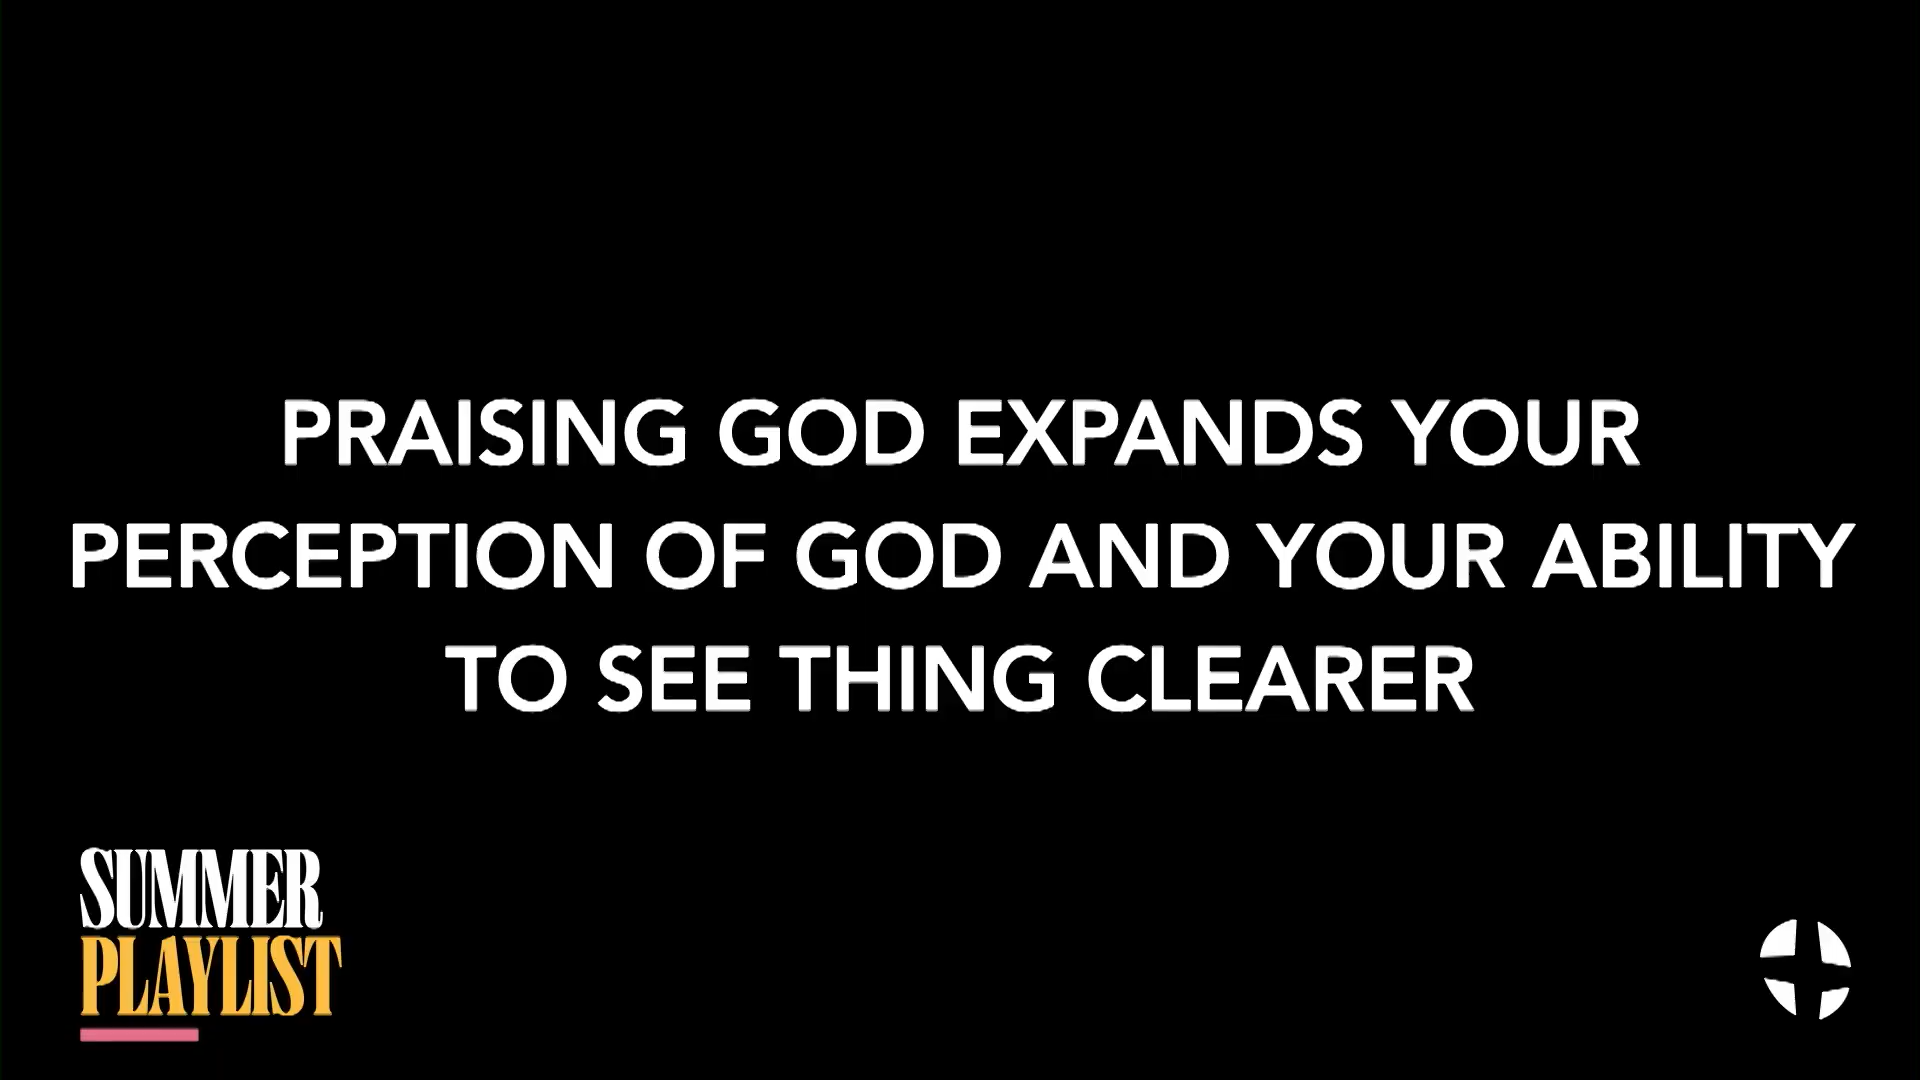 PRAISING GOD EXPANDS YOUR
PERCEPTION OF GOD AND YOUR ABILITY
TO SEE THING CLEARER
SUMMER
PLAYLIST